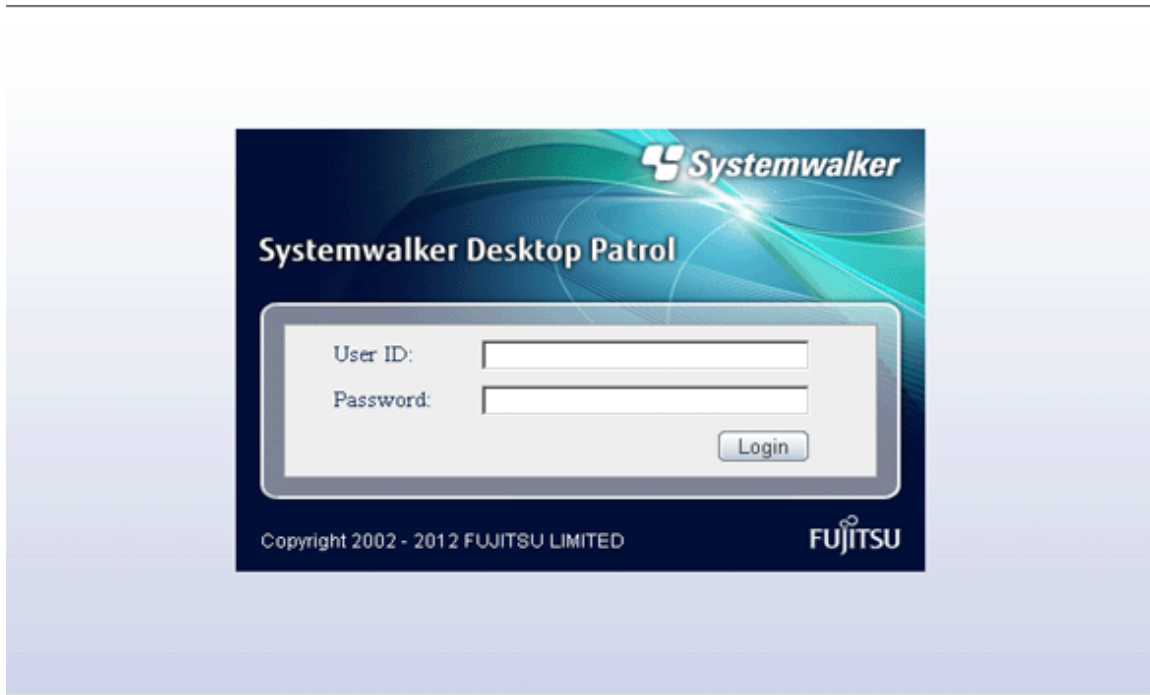 Systemwalker
Systemwalker Desktop Patrol
User ID:
Password:
Login
Copyright 2002 - 2012 FUJITSU LIMITED
FUJITSU